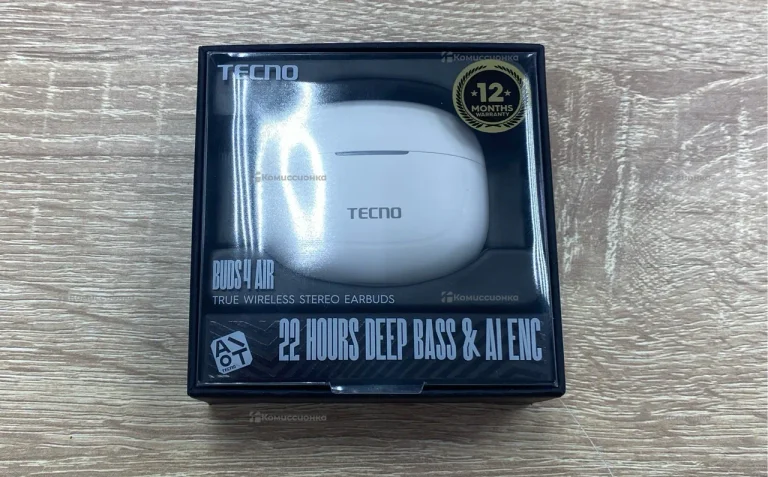 Комиссионка
TECNO
★12★
MONTHS
WARRANTY
Комиссионка
TECNO
BUDS 4 AIR
TRUE WIRELESS STEREO EARBUDS
Комиссионка
22 HOURS DEEP BASS & AI ENC
AIOT
TECNO
Комиссионка